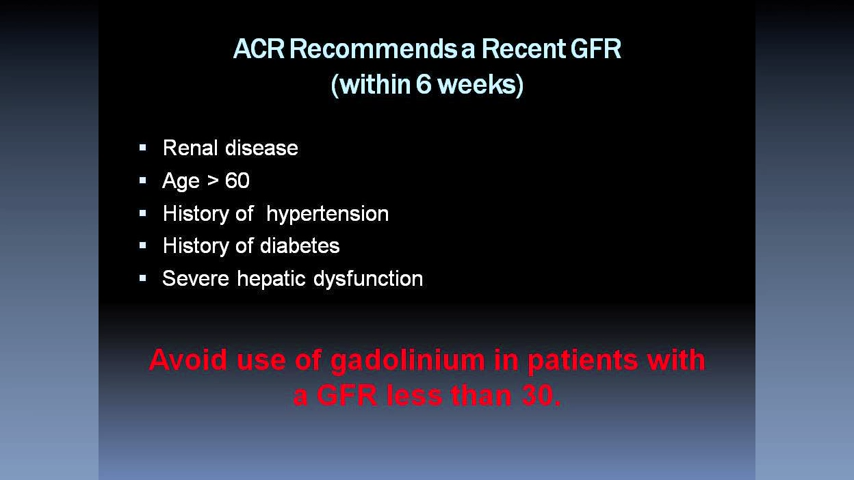 ACR Recommends a Recent GFR
(within 6 weeks)
▪ Renal disease
▪ Age > 60
▪ History of hypertension
▪ History of diabetes
▪ Severe hepatic dysfunction
Avoid use of gadolinium in patients with
a GFR less than 30.